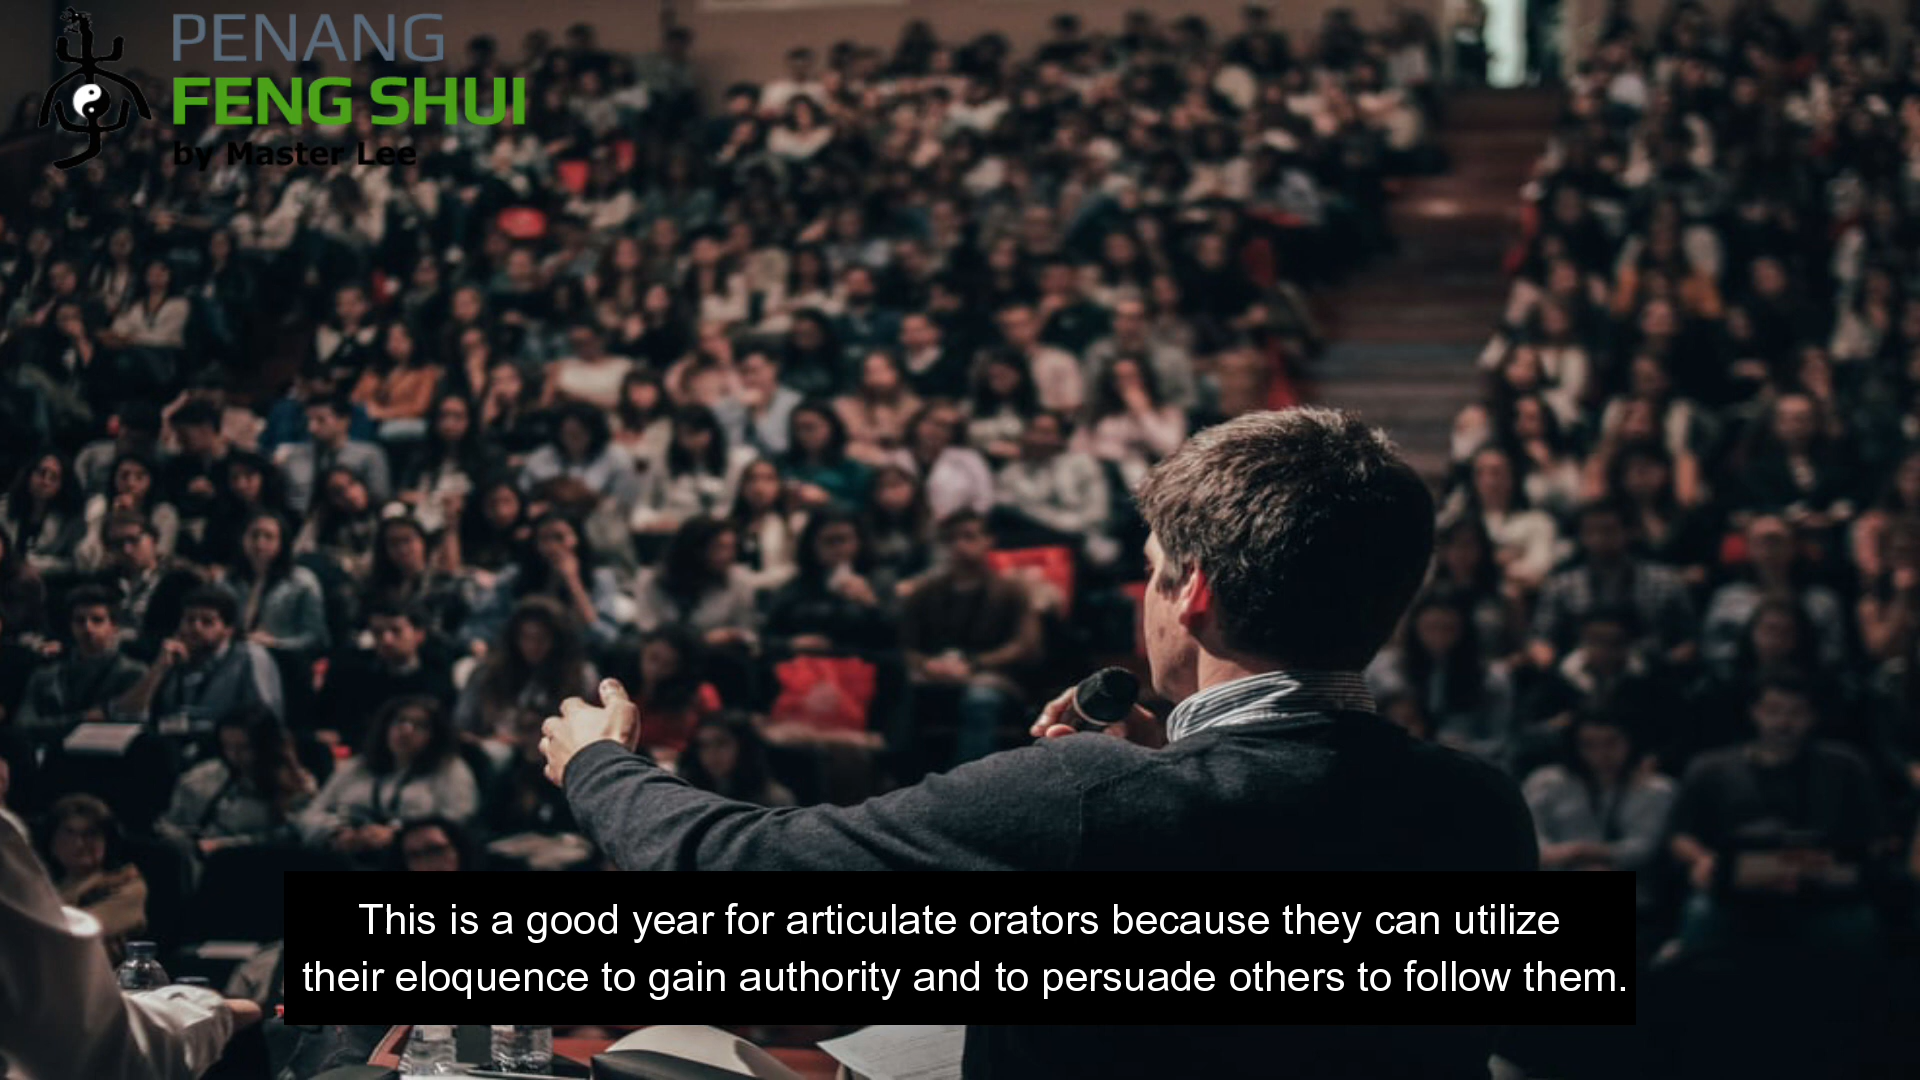 PENANG
FENG SHUI
by Master Lee
This is a good year for articulate orators because they can utilize
their eloquence to gain authority and to persuade others to follow them.